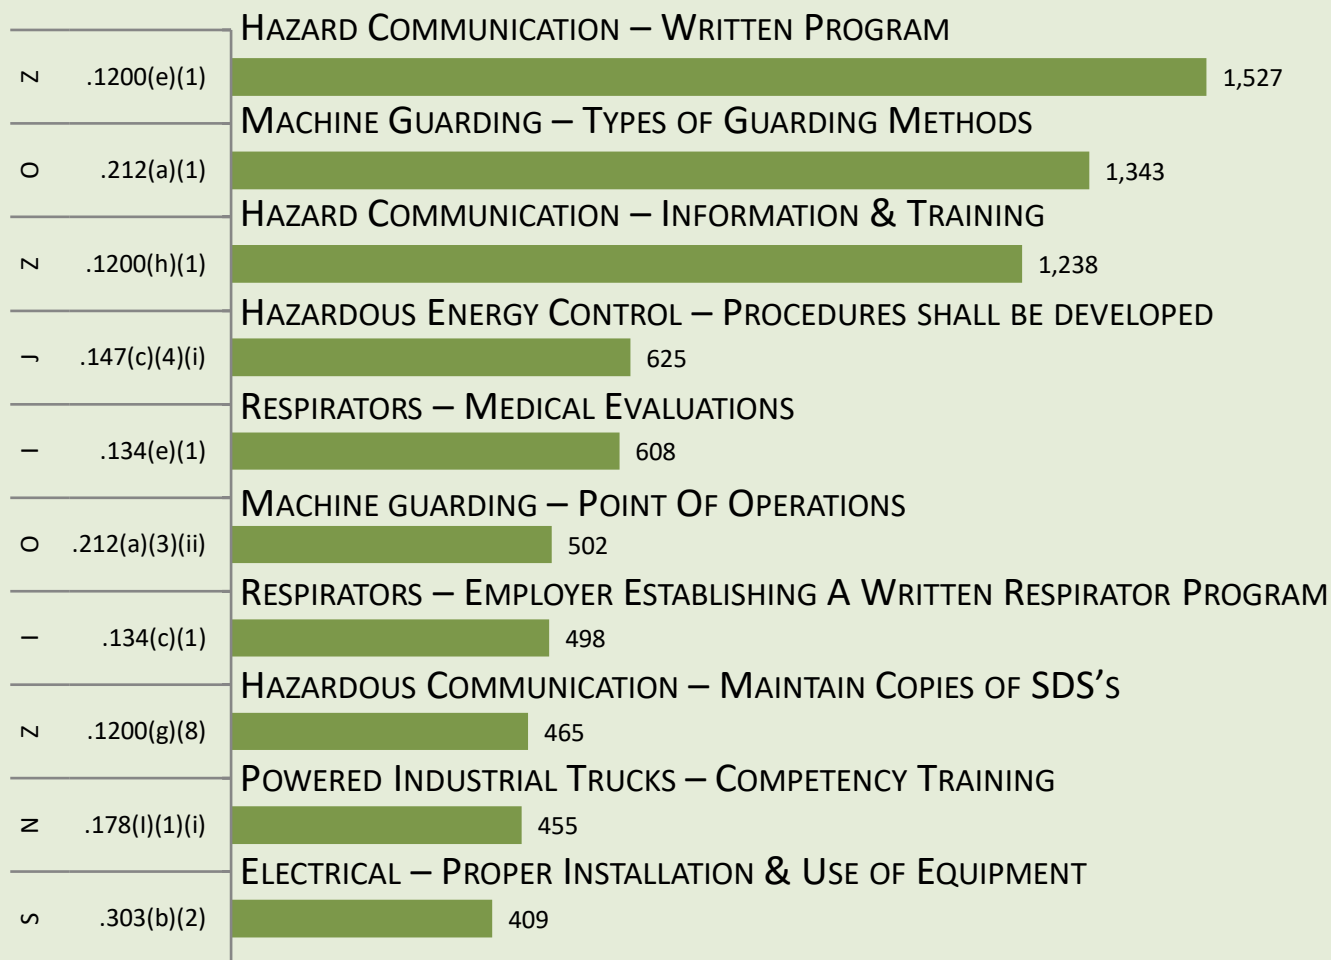 HAZARD COMMUNICATION – WRITTEN PROGRAM
Z .1200(e)(1) 1,527
MACHINE GUARDING – TYPES OF GUARDING METHODS
O .212(a)(1) 1,343
HAZARD COMMUNICATION – INFORMATION & TRAINING
Z .1200(h)(1) 1,238
HAZARDOUS ENERGY CONTROL – PROCEDURES SHALL BE DEVELOPED
J .147(c)(4)(i) 625
RESPIRATORS – MEDICAL EVALUATIONS
I .134(e)(1) 608
MACHINE GUARDING – POINT OF OPERATIONS
O .212(a)(3)(ii) 502
RESPIRATORS – EMPLOYER ESTABLISHING A WRITTEN RESPIRATOR PROGRAM
I .134(c)(1) 498
HAZARDOUS COMMUNICATION – MAINTAIN COPIES OF SDS'S
Z .1200(g)(8) 465
POWERED INDUSTRIAL TRUCKS – COMPETENCY TRAINING
N .178(l)(1)(i) 455
ELECTRICAL – PROPER INSTALLATION & USE OF EQUIPMENT
S .303(b)(2) 409